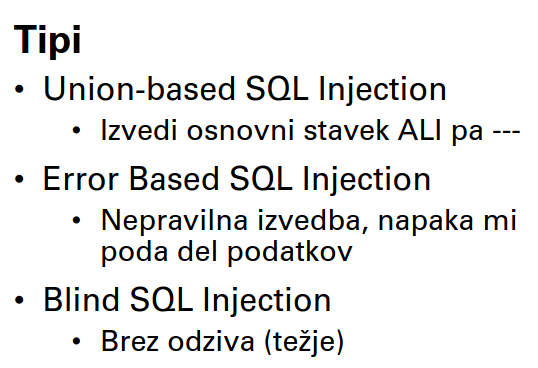 Tipi
• Union-based SQL Injection
• Izvedi osnovni stavek ALI pa ---
• Error Based SQL Injection
• Nepravilna izvedba, napaka mi
poda del podatkov
• Blind SQL Injection
• Brez odziva (težje)